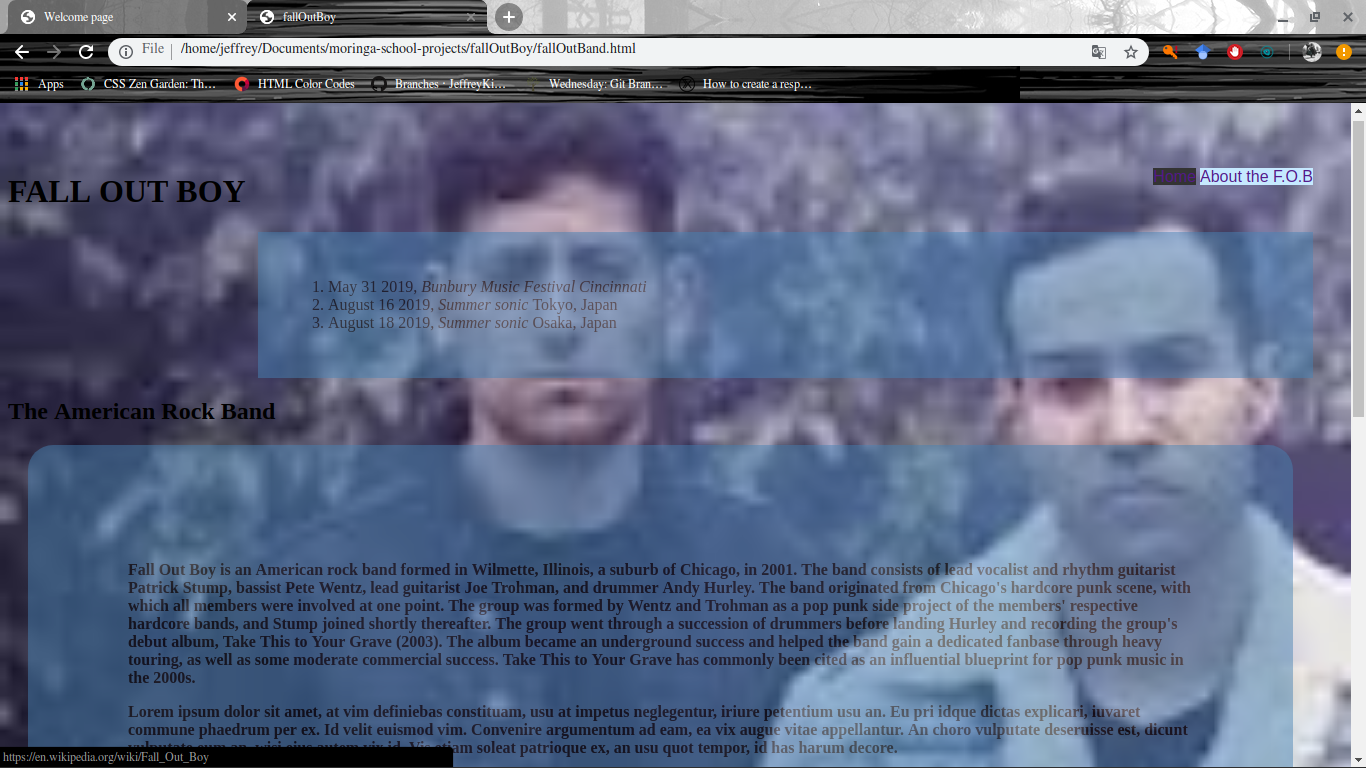 Welcome page
fallOutBoy
File
/home/jeffrey/Documents/moringa-school-projects/fallOutBoy/fallOutBand.html
Apps
CSS Zen Garden: Th…
HTML Color Codes
Branches · JeffreyKi…
Wednesday: Git Bran…
How to create a resp…
Home About the F.O.B
FALL OUT BOY
1. May 31 2019, Bunbury Music Festival Cincinnati
2. August 16 2019, Summer sonic Tokyo, Japan
3. August 18 2019, Summer sonic Osaka, Japan
The American Rock Band
Fall Out Boy is an American rock band formed in Wilmette, Illinois, a suburb of Chicago, in 2001. The band consists of lead vocalist and rhythm guitarist
Patrick Stump, bassist Pete Wentz, lead guitarist Joe Trohman, and drummer Andy Hurley. The band originated from Chicago's hardcore punk scene, with
which all members were involved at one point. The group was formed by Wentz and Trohman as a pop punk side project of the members' respective
hardcore bands, and Stump joined shortly thereafter. The group went through a succession of drummers before landing Hurley and recording the group's
debut album, Take This to Your Grave (2003). The album became an underground success and helped the band gain a dedicated fanbase through heavy
touring, as well as some moderate commercial success. Take This to Your Grave has commonly been cited as an influential blueprint for pop punk music in
the 2000s.
Lorem ipsum dolor sit amet, at vim definiebas constituam, usu at impetus neglegentur, iriure petentium usu an. Eu pri idque dictas explicari, iuvaret
commune phaedrum per ex. Id velit euismod vim. Convenire argumentum ad eam, ea vix augue vitae appellantur. An choro vulputate deseruisse est, dicunt
soleat patrioque ex, an usu quot tempor, id has harum decore.
https://en.wikipedia.org/wiki/Fall_Out_Boy